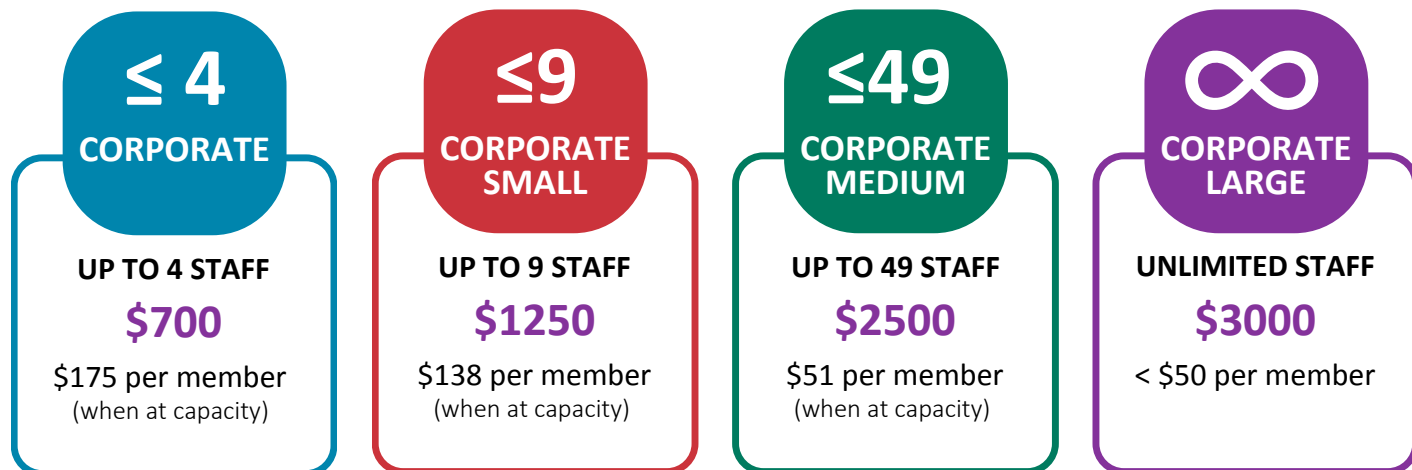 ≤ 4
CORPORATE
UP TO 4 STAFF
$700
$175 per member
(when at capacity)
≤9
CORPORATE
SMALL
UP TO 9 STAFF
$1250
$138 per member
(when at capacity)
≤49
CORPORATE
MEDIUM
UP TO 49 STAFF
$2500
$51 per member
(when at capacity)
∞
CORPORATE
LARGE
UNLIMITED STAFF
$3000
< $50 per member